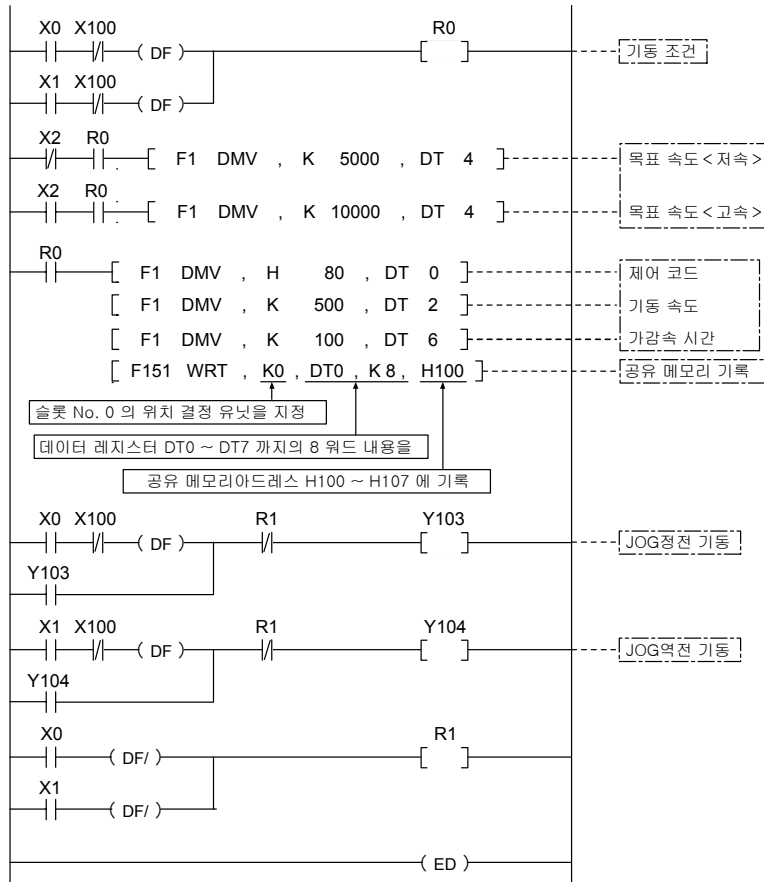 X0 X100 R0
( DF ) [ ] 기동 조건
X1 X100
( DF )
X2 R0
[ F1 DMV , K 5000 , DT 4 ] 목표 속도<저속>
X2 R0
[ F1 DMV , K 10000 , DT 4 ] 목표 속도<고속>
R0
[ F1 DMV , H 80 , DT 0 ] 제어 코드
[ F1 DMV , K 500 , DT 2 ] 기동 속도
[ F1 DMV , K 100 , DT 6 ] 가감속 시간
[ F151 WRT , K0 , DT0 , K 8 , H100 ] 공유 메모리 기록
슬롯 No. 0 의 위치 결정 유닛을 지정
데이터 레지스터 DT0 ~ DT7 까지의 8 워드 내용을
공유 메모리아드레스 H100 ~ H107 에 기록
X0 X100 R1 Y103
( DF ) [ ] JOG정전 기동
Y103
X1 X100 R1 Y104
( DF ) [ ] JOG역전 기동
Y104
X0 R1
( DF/ ) [ ]
X1
( DF/ )
( ED )